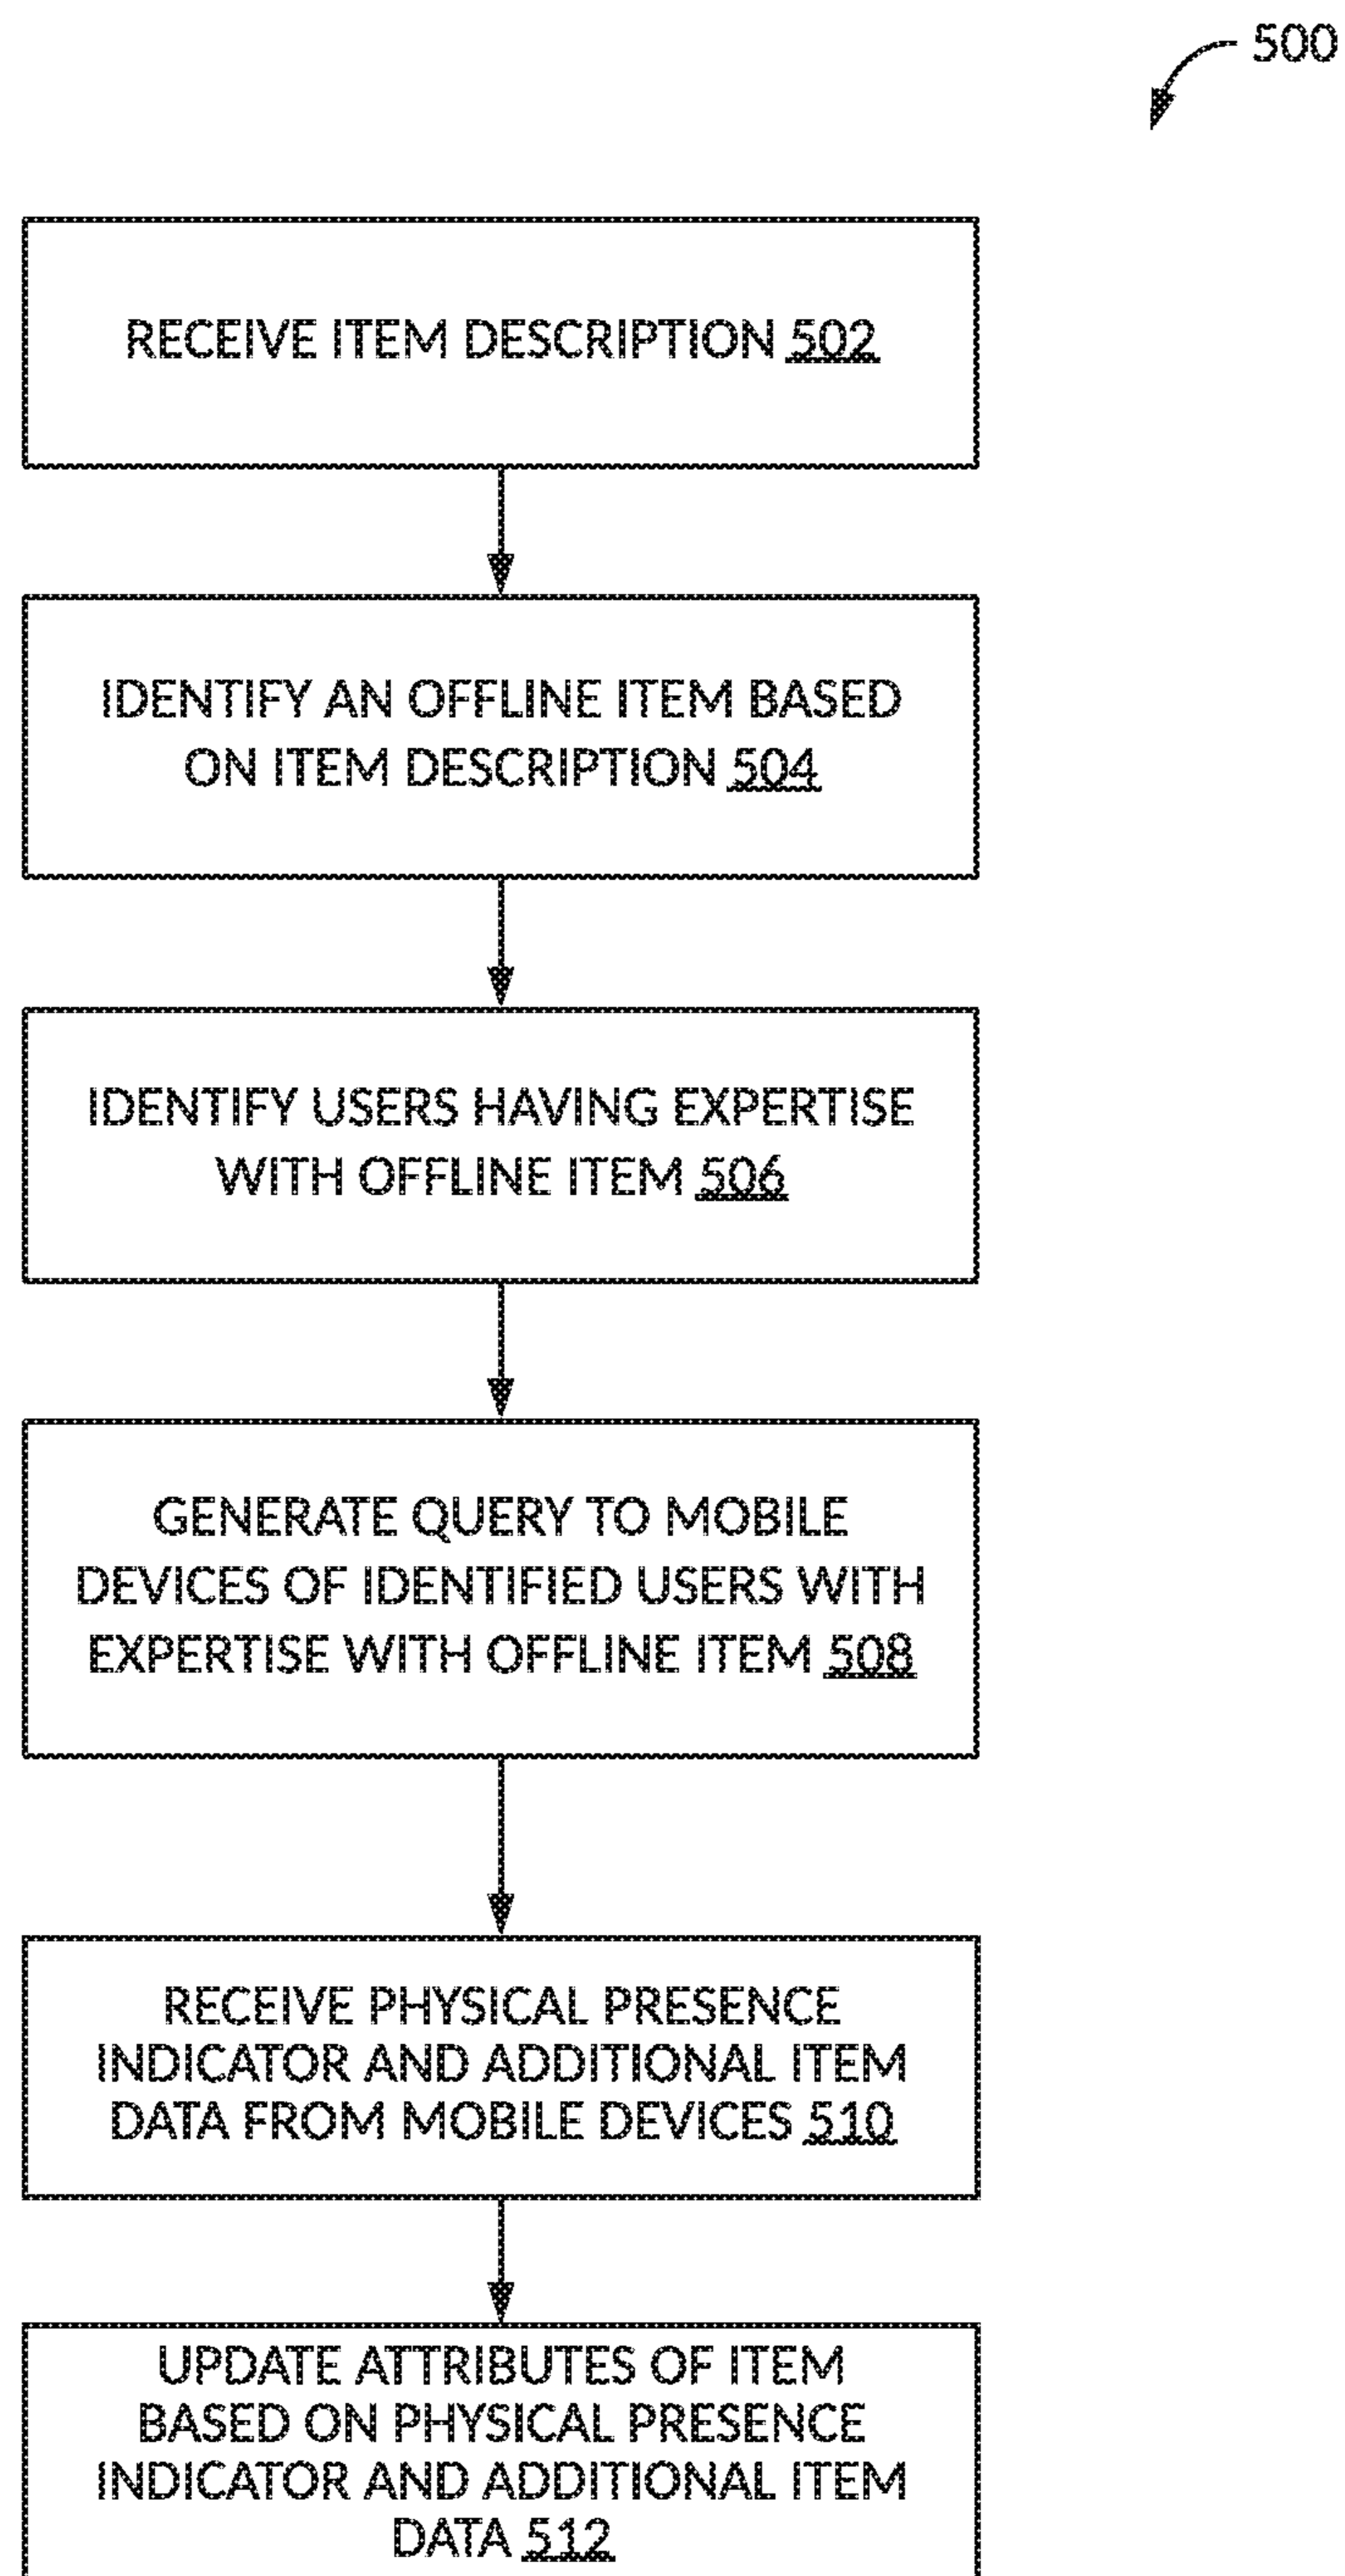 500
RECEIVE ITEM DESCRIPTION 502
IDENTIFY AN OFFLINE ITEM BASED
ON ITEM DESCRIPTION 504
IDENTIFY USERS HAVING EXPERTISE
WITH OFFLINE ITEM 506
GENERATE QUERY TO MOBILE
DEVICES OF IDENTIFIED USERS WITH
EXPERTISE WITH OFFLINE ITEM 508
RECEIVE PHYSICAL PRESENCE
INDICATOR AND ADDITIONAL ITEM
DATA FROM MOBILE DEVICES 510
UPDATE ATTRIBUTES OF ITEM
BASED ON PHYSICAL PRESENCE
INDICATOR AND ADDITIONAL ITEM
DATA 512